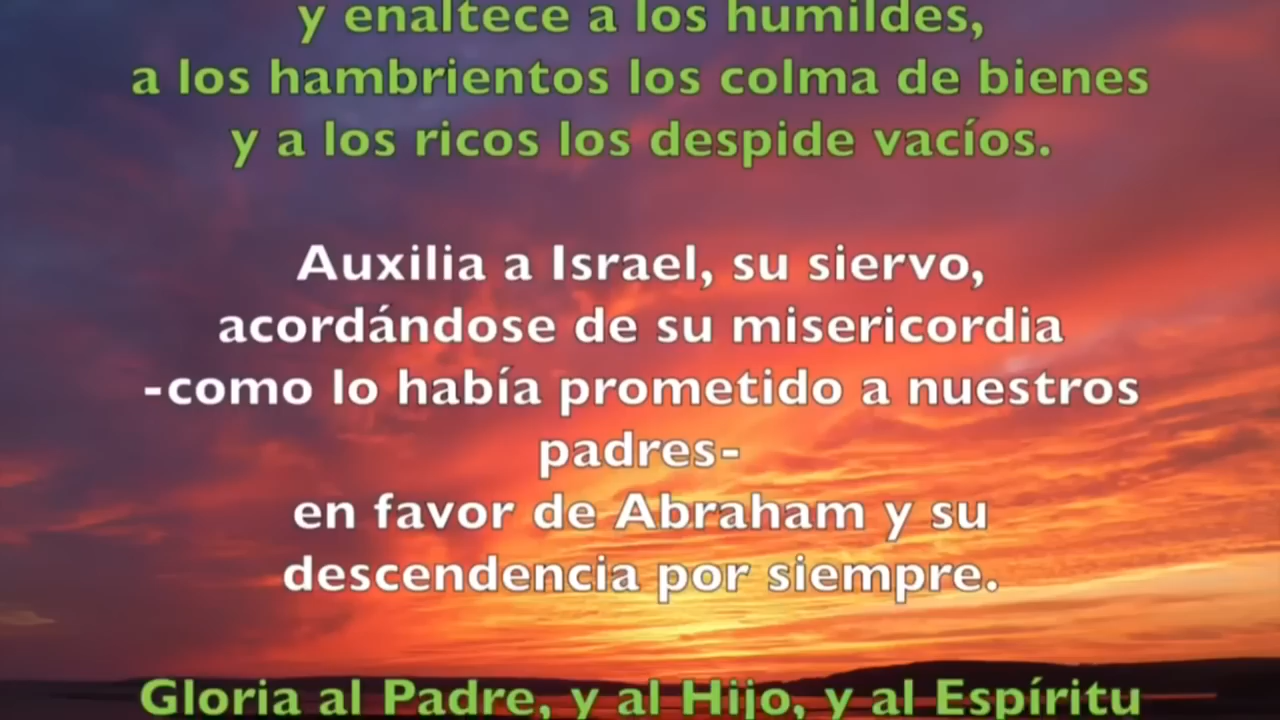 y enaltece a los humildes,
a los hambrientos los colma de bienes
y a los ricos los despide vacíos.
Auxilia a Israel, su siervo,
acordándose de su misericordia
-como lo había prometido a nuestros
padres-
en favor de Abraham y su
descendencia por siempre.
Gloria al Padre, y al Hijo, y al Espíritu